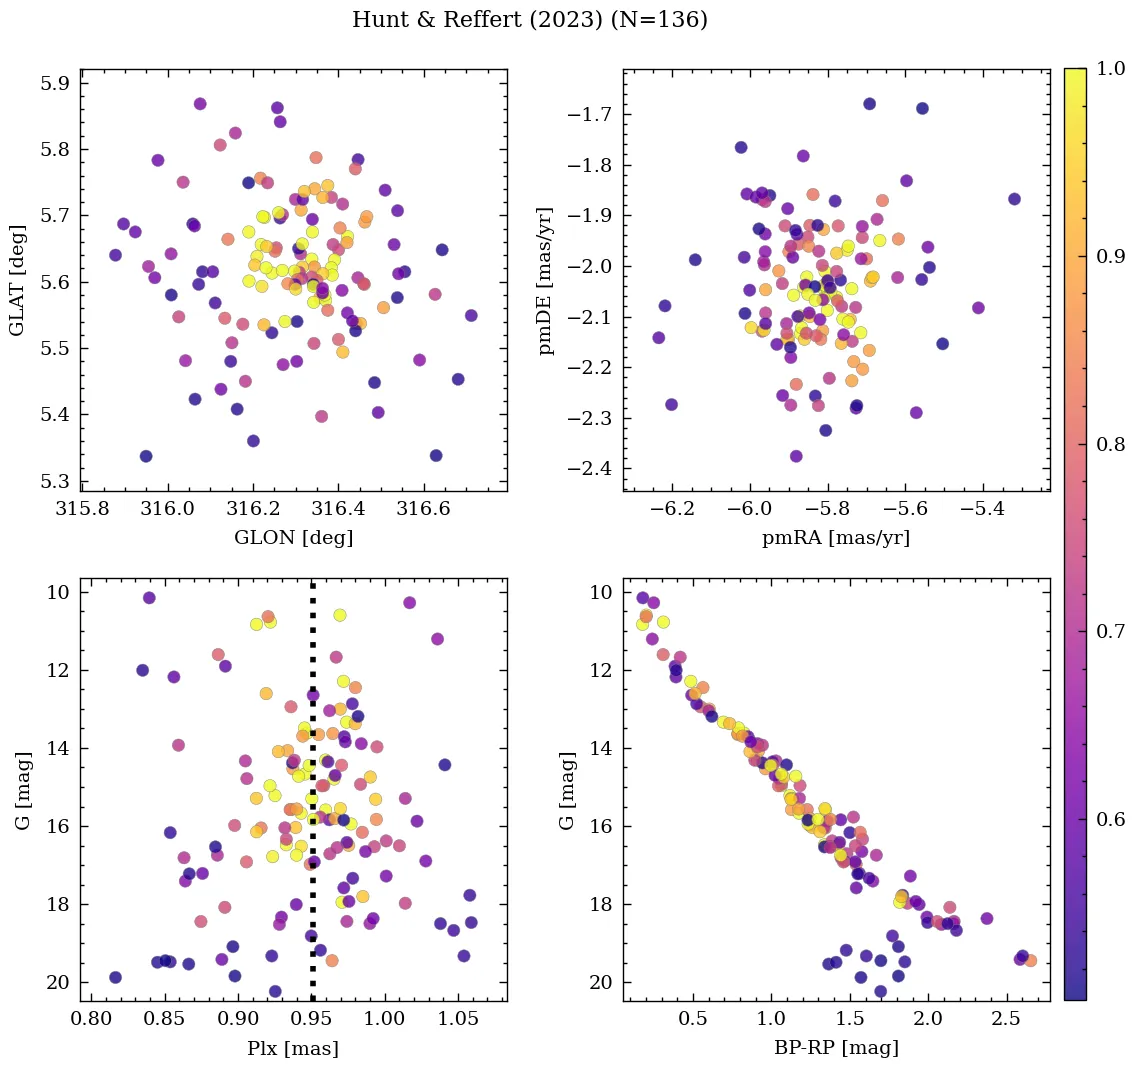 Hunt & Reffert (2023) (N=136)
5.9
5.8
5.7
5.6
5.5
5.4
5.3
GLAT [deg]
315.8 316.0 316.2 316.4 316.6
GLON [deg]
−1.7
−1.8
−1.9
−2.0
−2.1
−2.2
−2.3
−2.4
pmDE [mas/yr]
−6.2 −6.0 −5.8 −5.6 −5.4
pmRA [mas/yr]
1.0
0.9
0.8
0.7
0.6
10
12
14
16
18
20
G [mag]
0.80 0.85 0.90 0.95 1.00 1.05
Plx [mas]
10
12
14
16
18
20
G [mag]
0.5 1.0 1.5 2.0 2.5
BP-RP [mag]